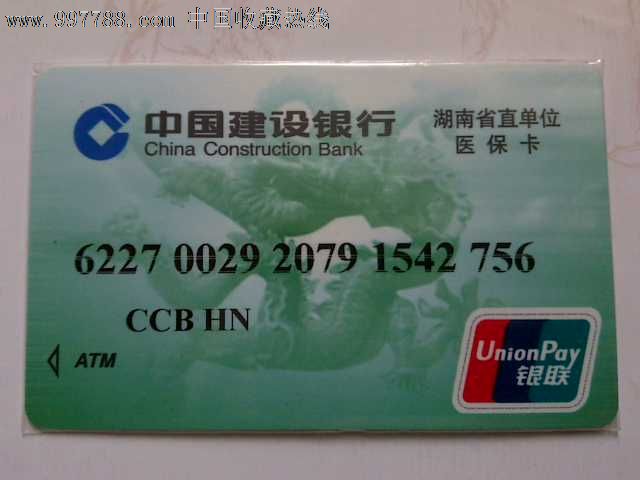 www.997788.com 中国收藏热线
中国建设银行
China Construction Bank
湖南省直单位
医保卡
6227 0029 2079 1542 756
CCB HN
ATM
UnionPay
银联